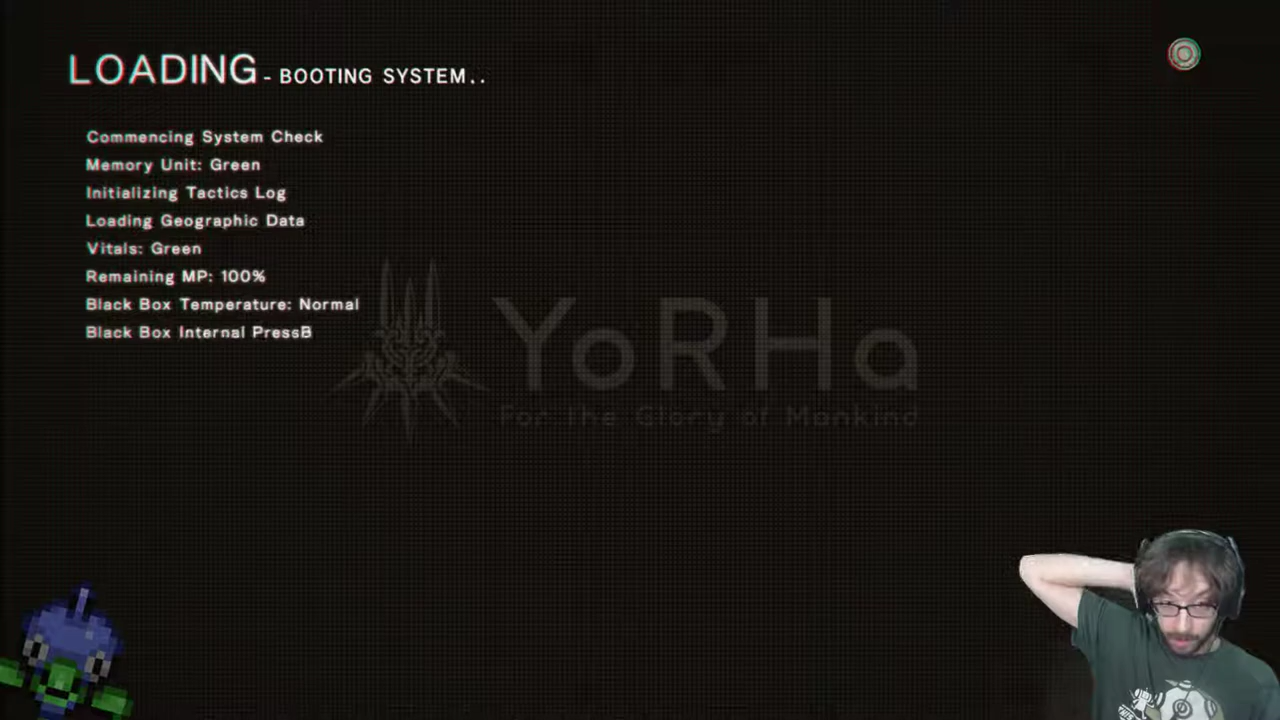 LOADING - BOOTING SYSTEM..
Commencing System Check
Memory Unit: Green
Initializing Tactics Log
Loading Geographic Data
Vitals: Green
Remaining MP: 100%
Black Box Temperature: Normal
Black Box Internal PressB
YoRHa
For the Glory of Mankind